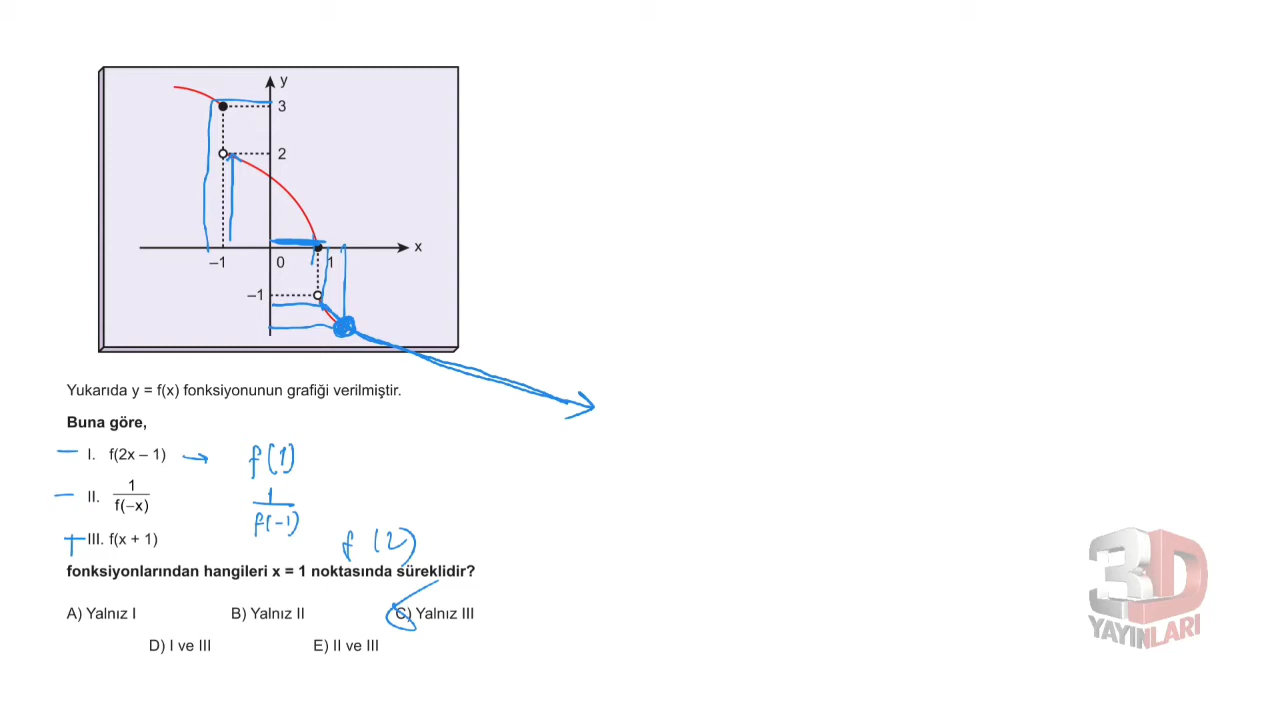 y
3
2
x
–1
0
1
–1
Yukarıda y = f(x) fonksiyonunun grafiği verilmiştir.
Buna göre,
– I. f(2x – 1) → f(1)
– II. 1/f(–x) 1/f(-1)
+ III. f(x + 1) f(2)
fonksiyonlarından hangileri x = 1 noktasında süreklidir?
A) Yalnız I B) Yalnız II C) Yalnız III
D) I ve III E) II ve III
3D
YAYINLARI